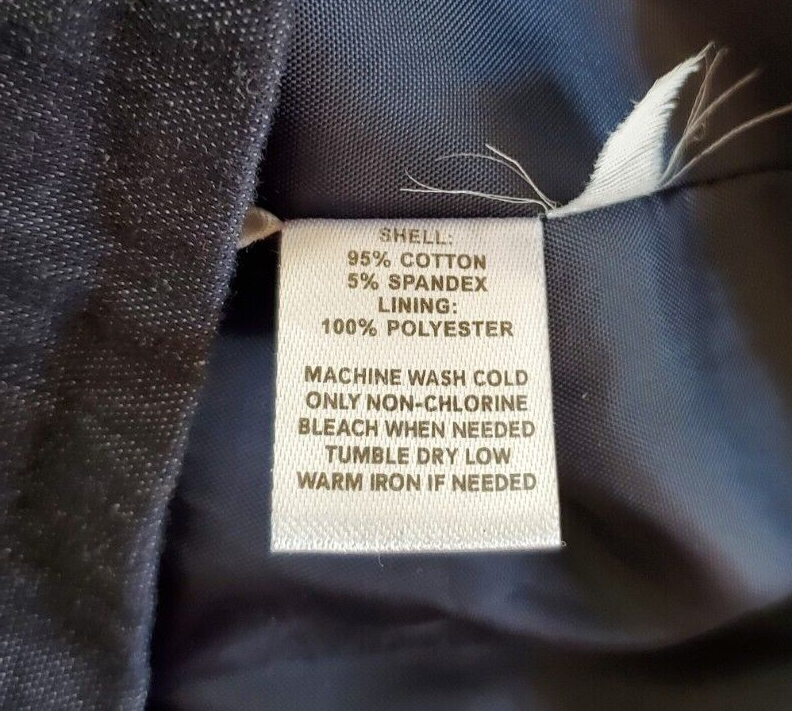 SHELL:
95% COTTON
5% SPANDEX
LINING:
100% POLYESTER
MACHINE WASH COLD
ONLY NON-CHLORINE
BLEACH WHEN NEEDED
TUMBLE DRY LOW
WARM IRON IF NEEDED